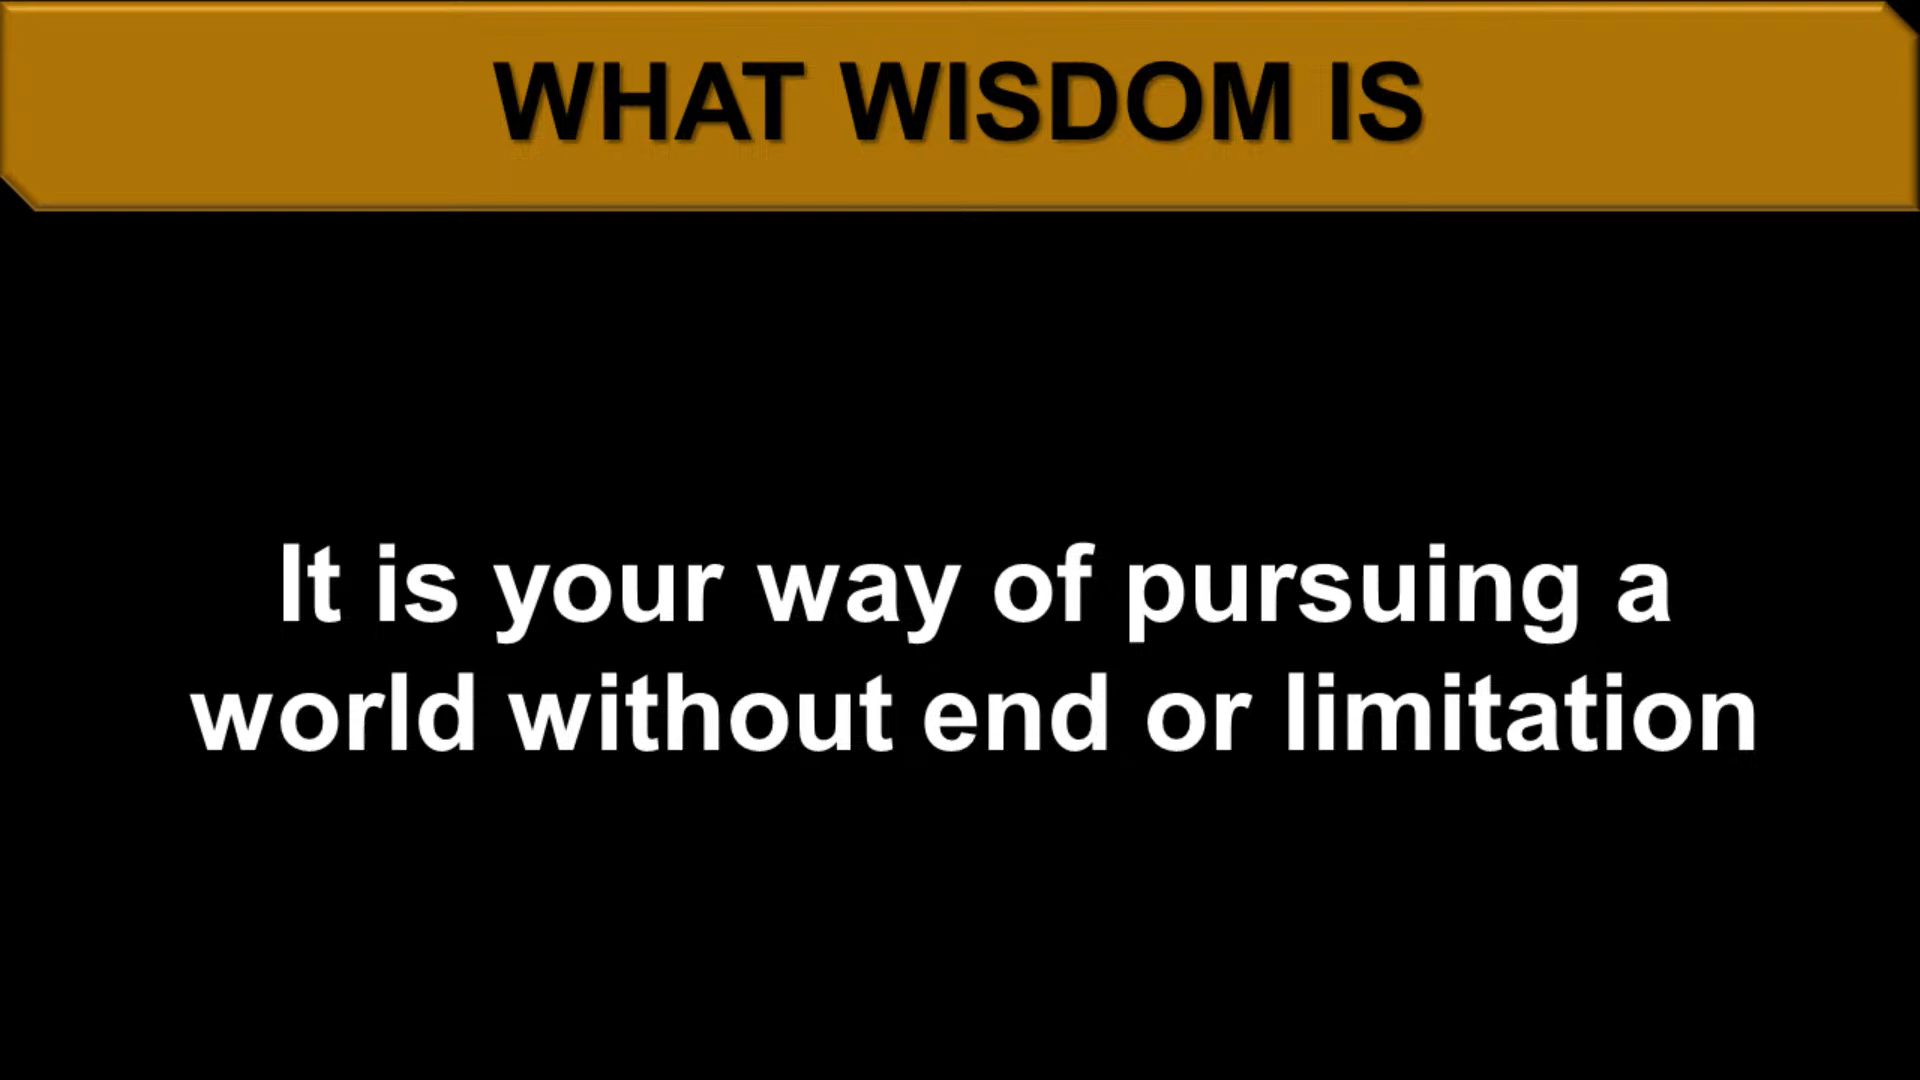 WHAT WISDOM IS
It is your way of pursuing a
world without end or limitation